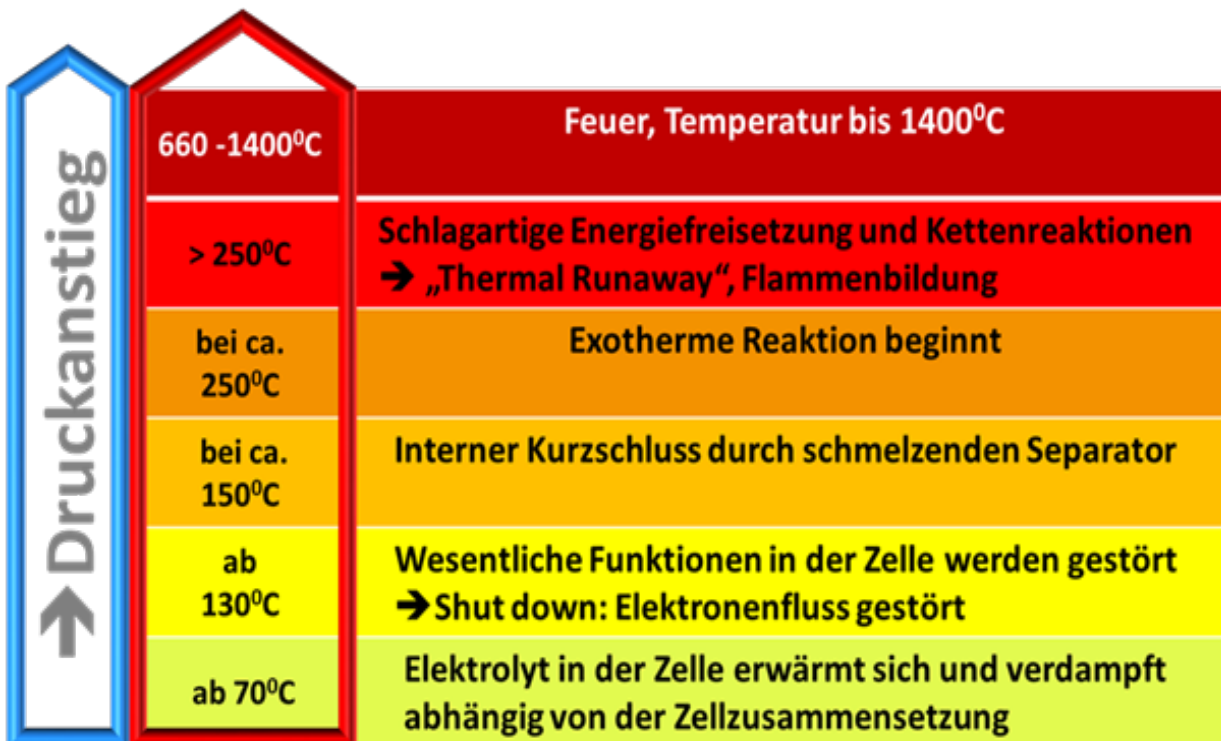 ➔Druckanstieg
660 -1400⁰C
Feuer, Temperatur bis 1400⁰C
> 250⁰C
Schlagartige Energiefreisetzung und Kettenreaktionen
➔ „Thermal Runaway“, Flammenbildung
bei ca.
250⁰C
Exotherme Reaktion beginnt
bei ca.
150⁰C
Interner Kurzschluss durch schmelzenden Separator
ab
130⁰C
Wesentliche Funktionen in der Zelle werden gestört
➔Shut down: Elektronenfluss gestört
ab 70⁰C
Elektrolyt in der Zelle erwärmt sich und verdampft
abhängig von der Zellzusammensetzung